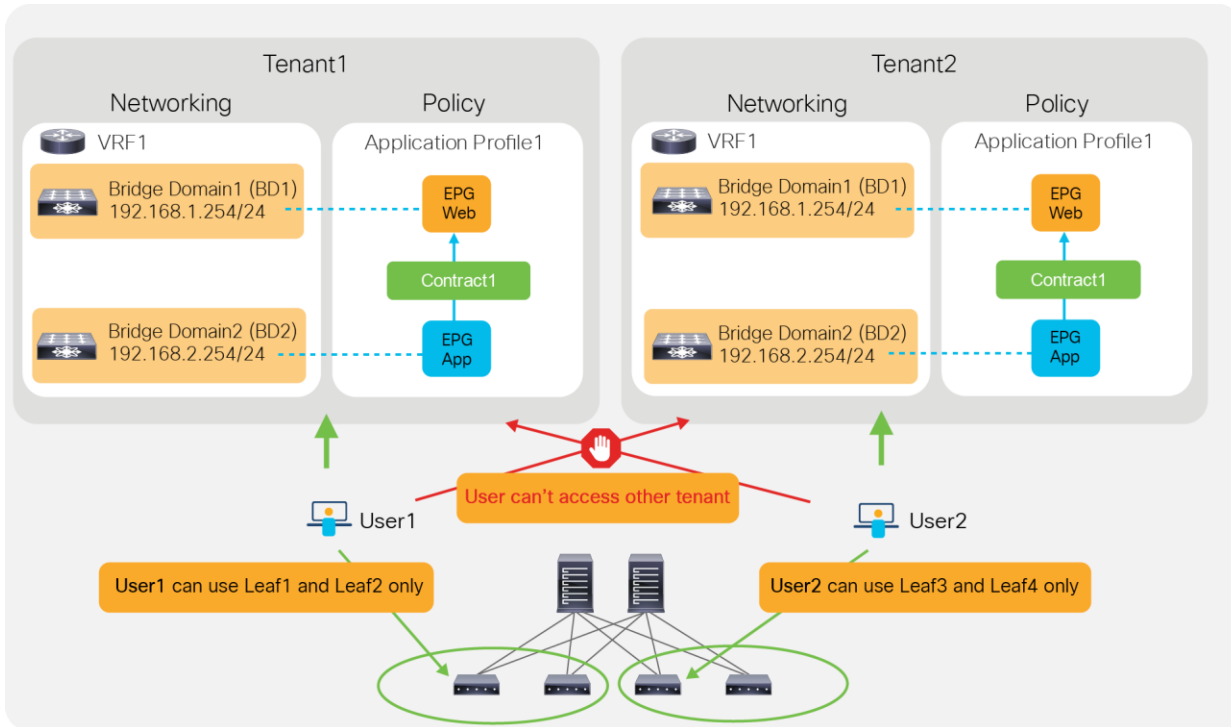 Tenant1
Networking
Policy
VRF1
Application Profile1
Bridge Domain1 (BD1)
192.168.1.254/24
EPG
Web
Contract1
Bridge Domain2 (BD2)
192.168.2.254/24
EPG
App
Tenant2
Networking
Policy
VRF1
Application Profile1
Bridge Domain1 (BD1)
192.168.1.254/24
EPG
Web
Contract1
Bridge Domain2 (BD2)
192.168.2.254/24
EPG
App
User can't access other tenant
User1
User2
User1 can use Leaf1 and Leaf2 only
User2 can use Leaf3 and Leaf4 only